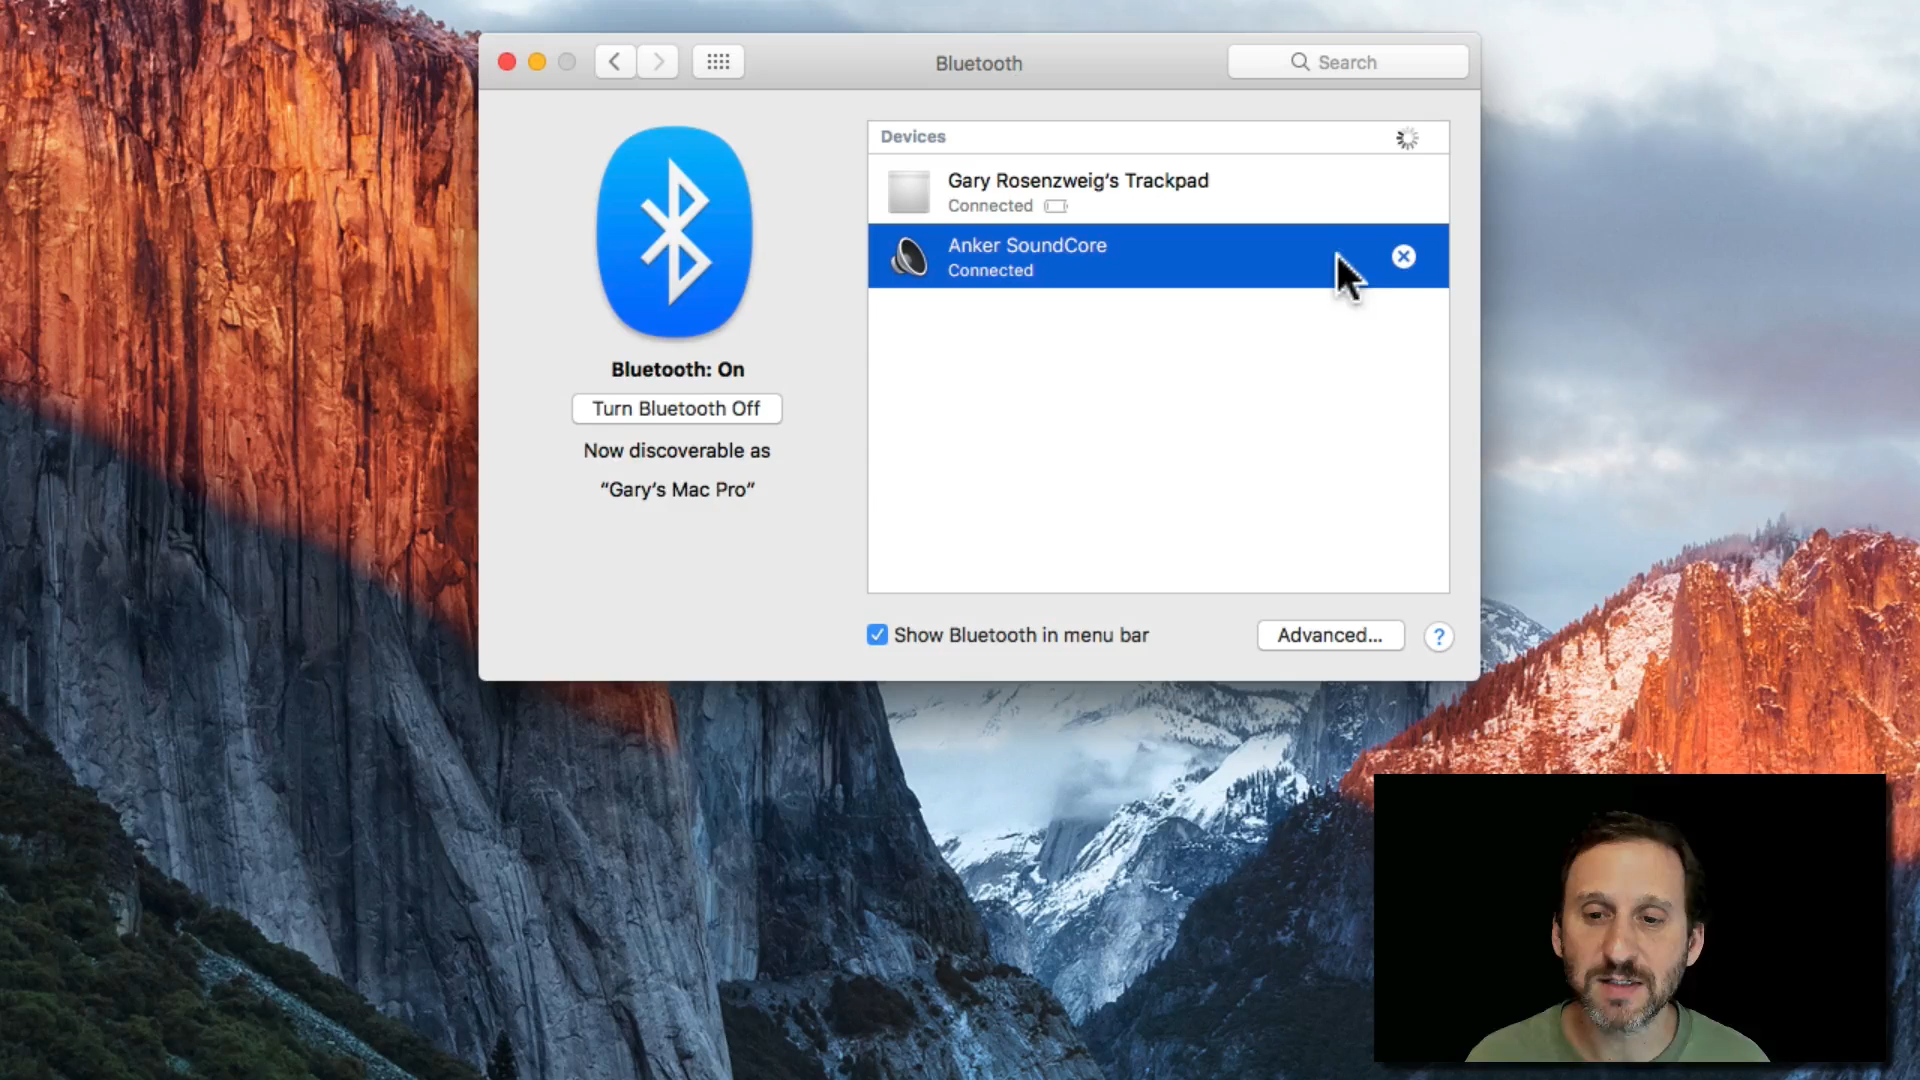 Bluetooth
Search
Devices
Gary Rosenzweig's Trackpad
Connected
Anker SoundCore
Connected
Bluetooth: On
Turn Bluetooth Off
Now discoverable as
“Gary's Mac Pro”
Show Bluetooth in menu bar
Advanced...
?